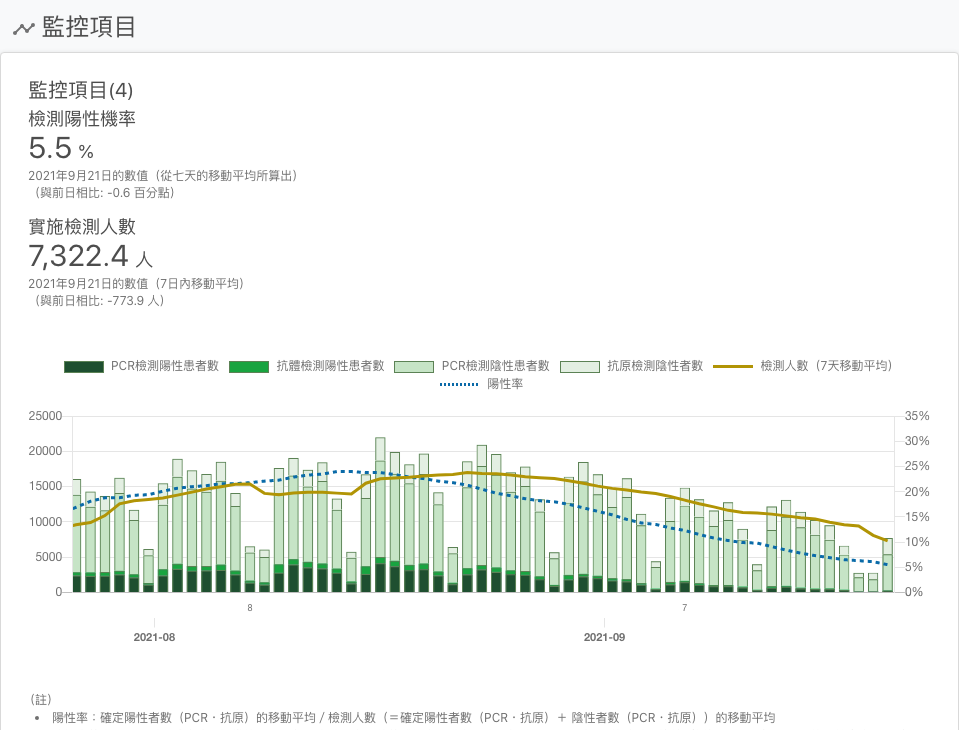 監控項目
監控項目(4)
檢測陽性機率
5.5 %
2021年9月21日的數值（從七天的移動平均所算出）
（與前日相比: -0.6 百分點）
實施檢測人數
7,322.4 人
2021年9月21日的數值（7日內移動平均）
（與前日相比: -773.9 人）
PCR檢測陽性患者數 抗體檢測陽性患者數 PCR檢測陰性患者數 抗原檢測陰性者數 檢測人數（7天移動平均）
陽性率
25000 35%
30%
20000
25%
15000 20%
15%
10000
10%
5000
5%
0 0%
8 7
2021-08 2021-09
（註）
• 陽性率：確定陽性者數（PCR・抗原）的移動平均 / 檢測人數（＝確定陽性者數（PCR・抗原）＋ 陰性者數（PCR・抗原））的移動平均